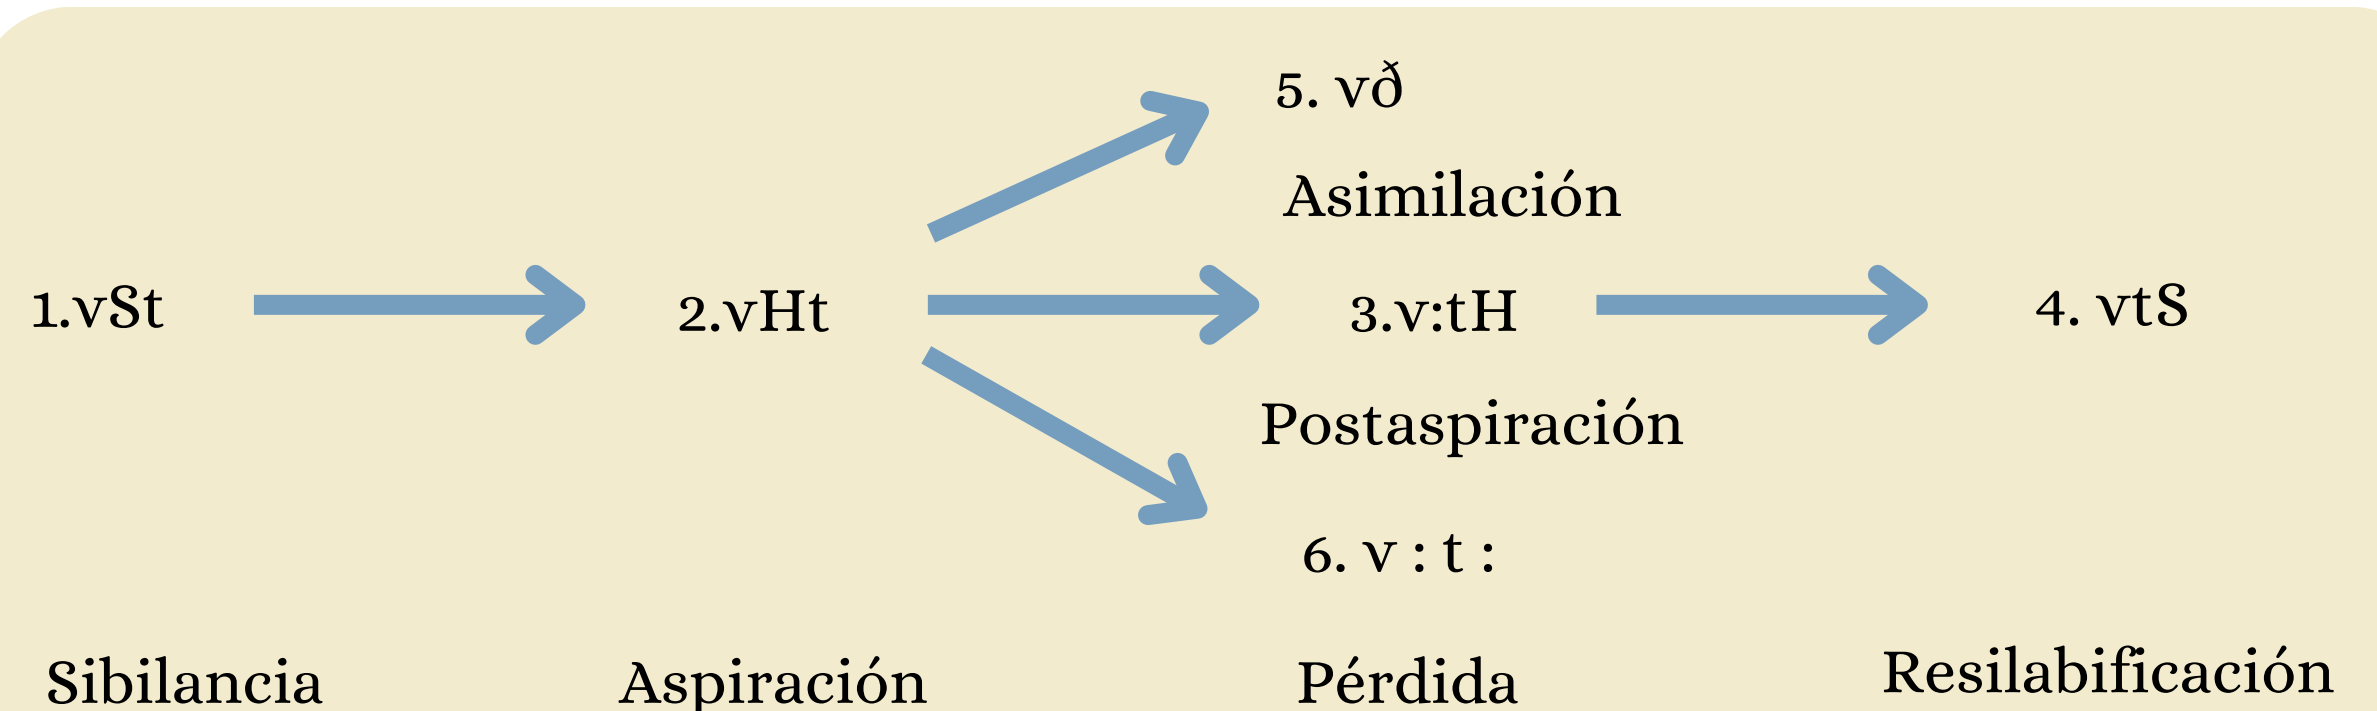 5. vð
Asimilación
1.vSt
2.vHt
3.v:tH
4. vtS
Postaspiración
6. v : t :
Sibilancia
Aspiración
Pérdida
Resilabificación